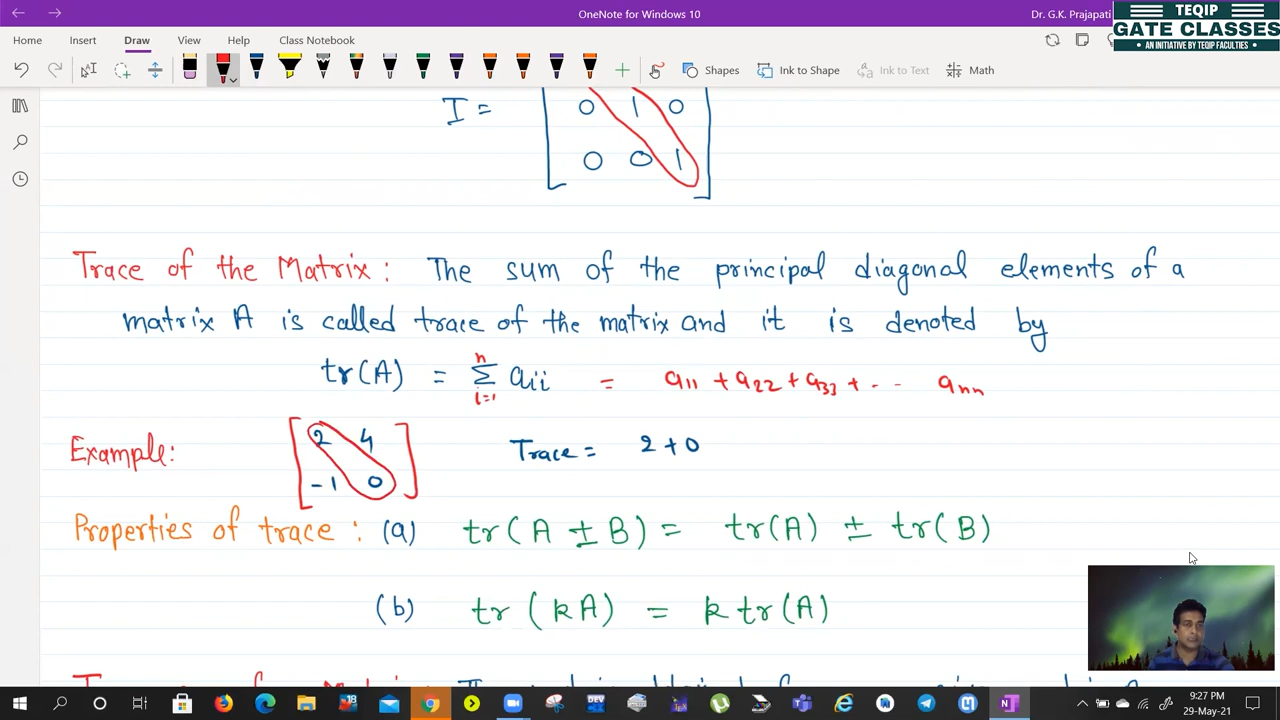 OneNote for Windows 10
Dr. G.K. Prajapati
TEQIP
GATE CLASSES
AN INITIATIVE BY TEQIP FACULTIES
Home Insert Draw View Help Class Notebook
Shapes Ink to Shape Ink to Text Math
I = 0 1 0
0 0 1
Trace of the Matrix : The sum of the principal diagonal elements of a
matrix A is called trace of the matrix and it is denoted by
tr(A) = n Σ i=1 aii = a11 + a22 + a33 + . - - ann
Example: [2 4
-1 0] Trace = 2 + 0
Properties of trace : (a) tr(A ± B) = tr(A) ± tr(B)
(b) tr (kA) = k tr(A)
9:27 PM
29-May-21